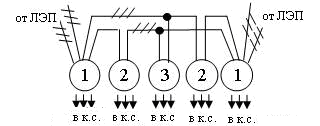 от ЛЭП
от ЛЭП
1 2 3 2 1
в к.с. в к.с. в к.с в к.с. в к.с.